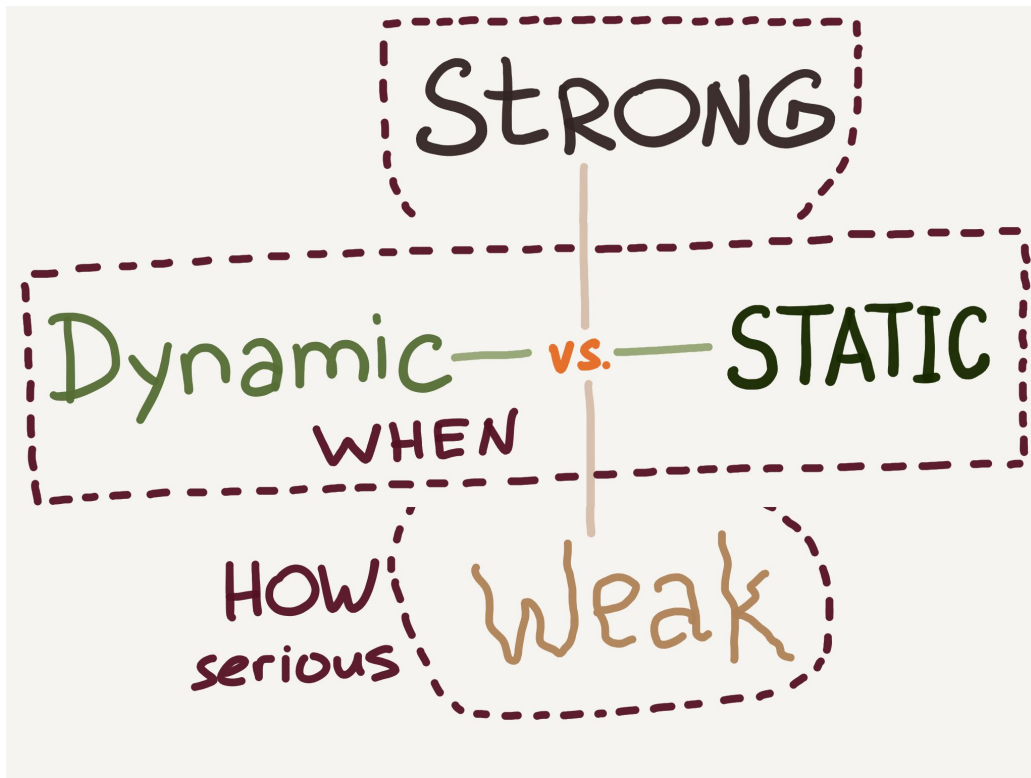 StRONG
Dynamic vs. STATIC
WHEN
Weak
HOW
serious